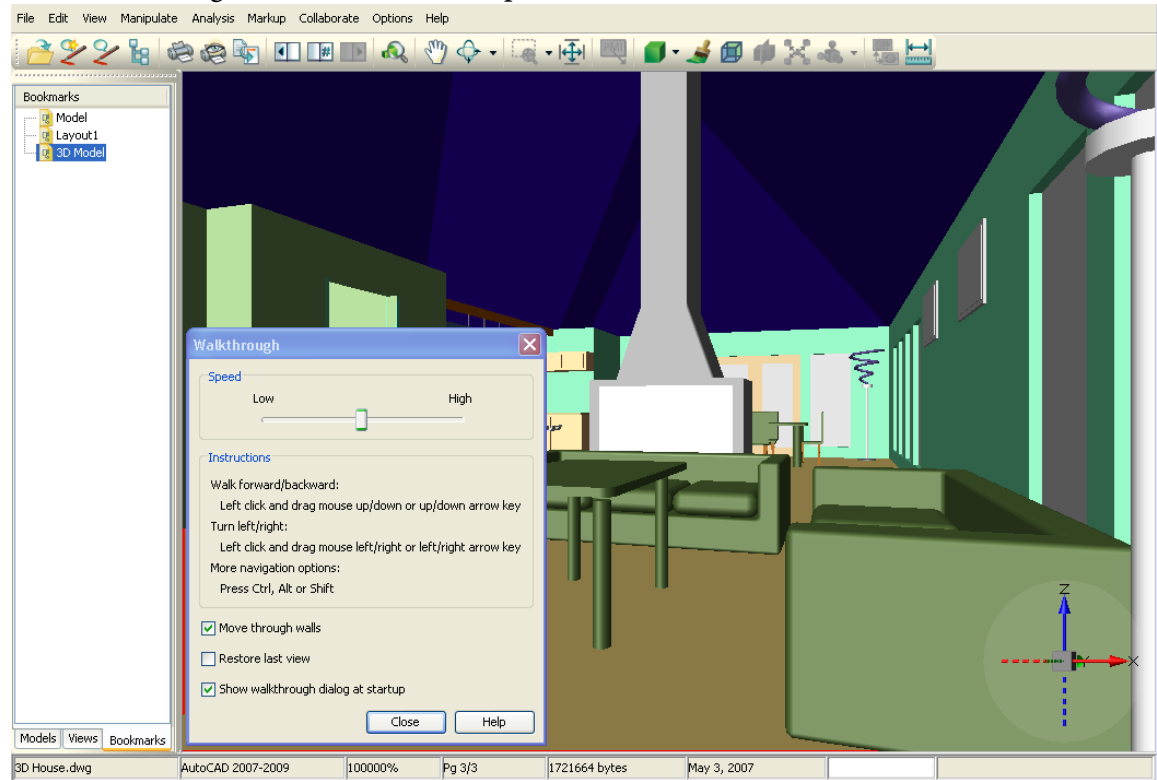 File Edit View Manipulate Analysis Markup Collaborate Options Help
#
PMI
Bookmarks
Model
Layout1
3D Model
Walkthrough
Speed
Low High
Instructions
Walk forward/backward:
Left click and drag mouse up/down or up/down arrow key
Turn left/right:
Left click and drag mouse left/right or left/right arrow key
More navigation options:
Press Ctrl, Alt or Shift
Move through walls
Restore last view
Show walkthrough dialog at startup
Close Help
Z
Y X
Models Views Bookmarks
3D House.dwg AutoCAD 2007-2009 100000% Pg 3/3 1721664 bytes May 3, 2007